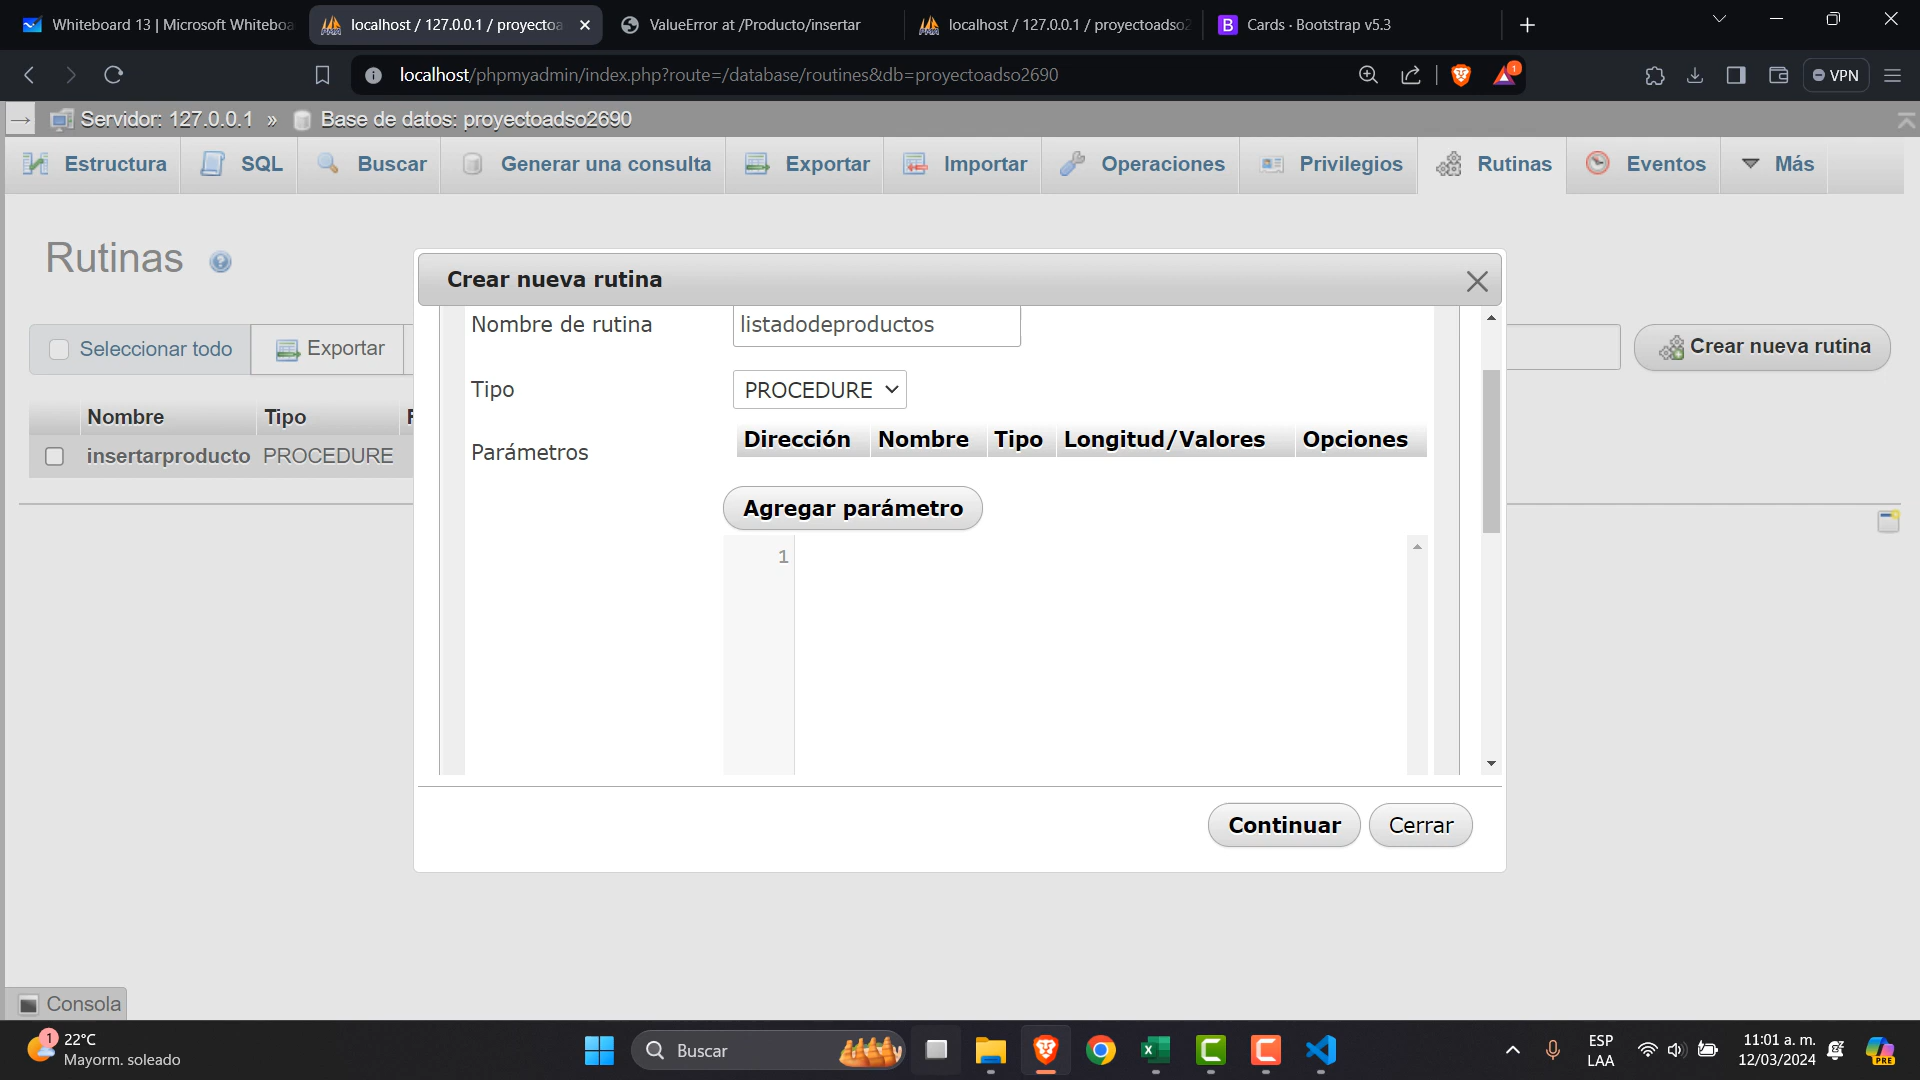 Whiteboard 13 | Microsoft Whitebo
localhost / 127.0.0.1 / proyectoa
ValueError at /Producto/insertar
localhost / 127.0.0.1 / proyectoadso2
B
Cards · Bootstrap v5.3
localhost/phpmyadmin/index.php?route=/database/routines&db=proyectoadso2690
1
VPN
Servidor: 127.0.0.1 » Base de datos: proyectoadso2690
Estructura
SQL
Buscar
Generar una consulta
Exportar
Importar
Operaciones
Privilegios
Rutinas
Eventos
Más
Rutinas
Seleccionar todo
Exportar
Crear nueva rutina
Nombre
Tipo
insertarproducto
PROCEDURE
Crear nueva rutina
Nombre de rutina
listadodeproductos
Tipo
PROCEDURE
Parámetros
Dirección
Nombre
Tipo
Longitud/Valores
Opciones
Agregar parámetro
1
Continuar
Cerrar
Consola
1
22°C
Mayorm. soleado
Buscar
ESP
LAA
11:01 a. m.
12/03/2024
PRE